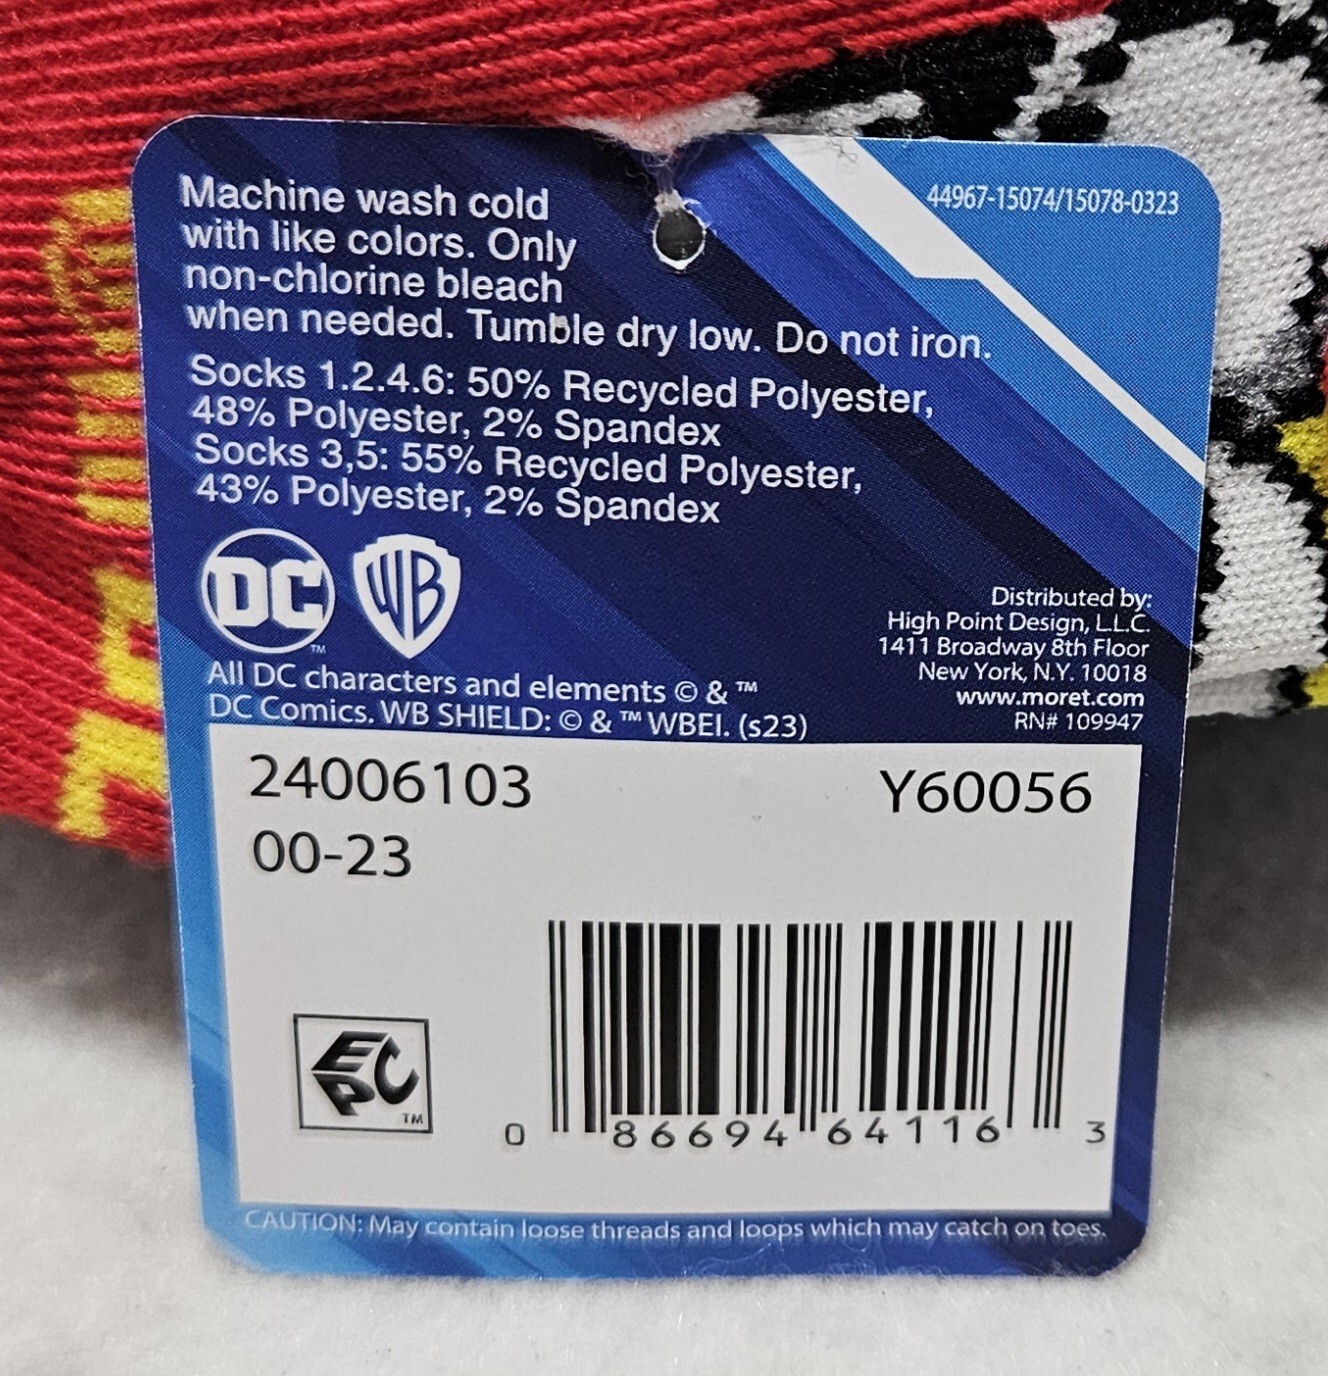 Machine wash cold
with like colors. Only
non-chlorine bleach
when needed. Tumble dry low. Do not iron.
Socks 1.2.4.6: 50% Recycled Polyester,
48% Polyester, 2% Spandex
Socks 3,5: 55% Recycled Polyester,
43% Polyester, 2% Spandex
44967-15074/15078-0323
DC
TM
WB
All DC characters and elements © & ™
DC Comics. WB SHIELD: © & ™ WBEI. (s23)
Distributed by:
High Point Design, L.L.C.
1411 Broadway 8th Floor
New York, N.Y. 10018
www.moret.com
RN# 109947
24006103
Y60056
00-23
EPC
TM
0 86694 64116 3
CAUTION: May contain loose threads and loops which may catch on toes.